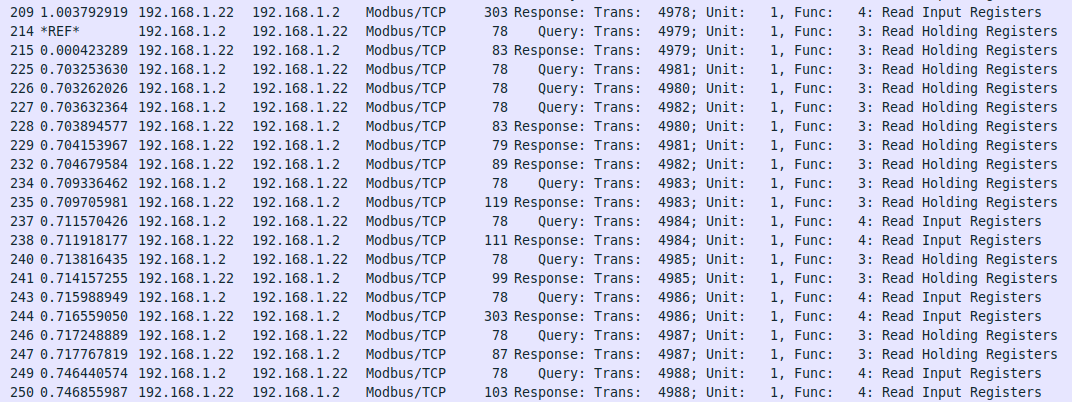 209 1.003792919 192.168.1.22 192.168.1.2 Modbus/TCP 303 Response: Trans: 4978; Unit: 1, Func: 4: Read Input Registers
214 *REF* 192.168.1.2 192.168.1.22 Modbus/TCP 78 Query: Trans: 4979; Unit: 1, Func: 3: Read Holding Registers
215 0.000423289 192.168.1.22 192.168.1.2 Modbus/TCP 83 Response: Trans: 4979; Unit: 1, Func: 3: Read Holding Registers
225 0.703253630 192.168.1.2 192.168.1.22 Modbus/TCP 78 Query: Trans: 4981; Unit: 1, Func: 3: Read Holding Registers
226 0.703262026 192.168.1.2 192.168.1.22 Modbus/TCP 78 Query: Trans: 4980; Unit: 1, Func: 3: Read Holding Registers
227 0.703632364 192.168.1.2 192.168.1.22 Modbus/TCP 78 Query: Trans: 4982; Unit: 1, Func: 3: Read Holding Registers
228 0.703894577 192.168.1.22 192.168.1.2 Modbus/TCP 83 Response: Trans: 4980; Unit: 1, Func: 3: Read Holding Registers
229 0.704153967 192.168.1.22 192.168.1.2 Modbus/TCP 79 Response: Trans: 4981; Unit: 1, Func: 3: Read Holding Registers
232 0.704679584 192.168.1.22 192.168.1.2 Modbus/TCP 89 Response: Trans: 4982; Unit: 1, Func: 3: Read Holding Registers
234 0.709336462 192.168.1.2 192.168.1.22 Modbus/TCP 78 Query: Trans: 4983; Unit: 1, Func: 3: Read Holding Registers
235 0.709705981 192.168.1.22 192.168.1.2 Modbus/TCP 119 Response: Trans: 4983; Unit: 1, Func: 3: Read Holding Registers
237 0.711570426 192.168.1.2 192.168.1.22 Modbus/TCP 78 Query: Trans: 4984; Unit: 1, Func: 4: Read Input Registers
238 0.711918177 192.168.1.22 192.168.1.2 Modbus/TCP 111 Response: Trans: 4984; Unit: 1, Func: 4: Read Input Registers
240 0.713816435 192.168.1.2 192.168.1.22 Modbus/TCP 78 Query: Trans: 4985; Unit: 1, Func: 3: Read Holding Registers
241 0.714157255 192.168.1.22 192.168.1.2 Modbus/TCP 99 Response: Trans: 4985; Unit: 1, Func: 3: Read Holding Registers
243 0.715988949 192.168.1.2 192.168.1.22 Modbus/TCP 78 Query: Trans: 4986; Unit: 1, Func: 4: Read Input Registers
244 0.716559050 192.168.1.22 192.168.1.2 Modbus/TCP 303 Response: Trans: 4986; Unit: 1, Func: 4: Read Input Registers
246 0.717248889 192.168.1.2 192.168.1.22 Modbus/TCP 78 Query: Trans: 4987; Unit: 1, Func: 3: Read Holding Registers
247 0.717767819 192.168.1.22 192.168.1.2 Modbus/TCP 87 Response: Trans: 4987; Unit: 1, Func: 3: Read Holding Registers
249 0.746440574 192.168.1.2 192.168.1.22 Modbus/TCP 78 Query: Trans: 4988; Unit: 1, Func: 4: Read Input Registers
250 0.746855987 192.168.1.22 192.168.1.2 Modbus/TCP 103 Response: Trans: 4988; Unit: 1, Func: 4: Read Input Registers